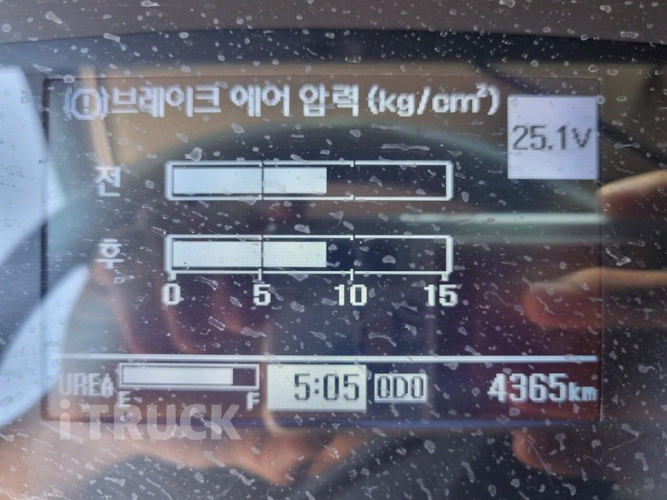 (!)브레이크 에어 압력 (kg/cm²)
25.1V
전
후
0 5 10 15
UREA E F 5:05 ODO 4365km
iTRUCK